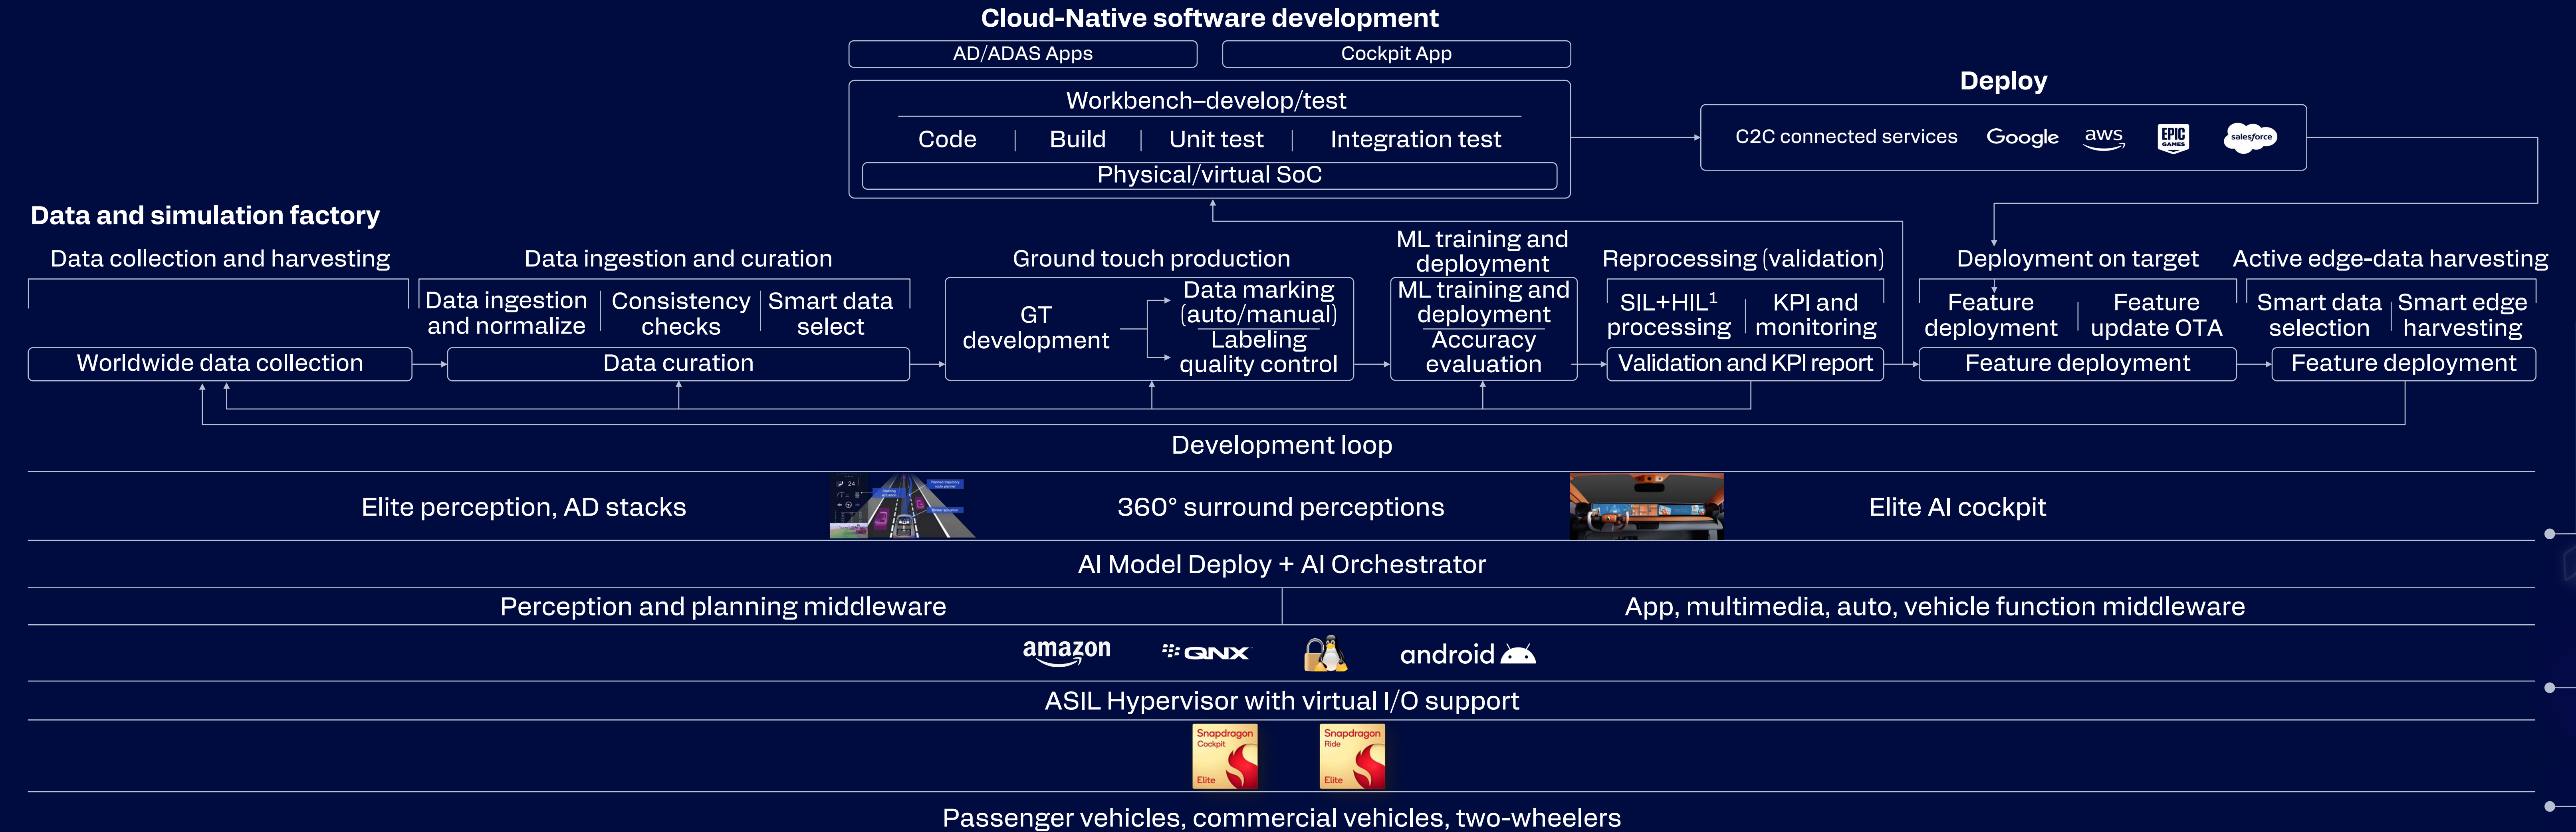 Cloud-Native software development
AD/ADAS Apps
Cockpit App
Workbench–develop/test
Code | Build | Unit test | Integration test
Physical/virtual SoC
Deploy
C2C connected services
Google
aws
EPIC
GAMES
salesforce
Data and simulation factory
Data collection and harvesting
Worldwide data collection
Data ingestion and curation
Data ingestion
and normalize
Consistency
checks
Smart data
select
Data curation
Ground touch production
GT
development
Data marking
(auto/manual)
Labeling
quality control
ML training and
deployment
ML training and
deployment
Accuracy
evaluation
Reprocessing (validation)
SIL+HIL¹
processing
KPI and
monitoring
Validation and KPI report
Deployment on target
Feature
deployment
Feature
update OTA
Feature deployment
Active edge-data harvesting
Smart data
selection
Smart edge
harvesting
Feature deployment
Development loop
Elite perception, AD stacks
24
360° surround perceptions
Elite AI cockpit
AI Model Deploy + AI Orchestrator
Perception and planning middleware
App, multimedia, auto, vehicle function middleware
amazon
QNX
android
ASIL Hypervisor with virtual I/O support
Snapdragon
Cockpit
Elite
Snapdragon
Ride
Elite
Passenger vehicles, commercial vehicles, two-wheelers